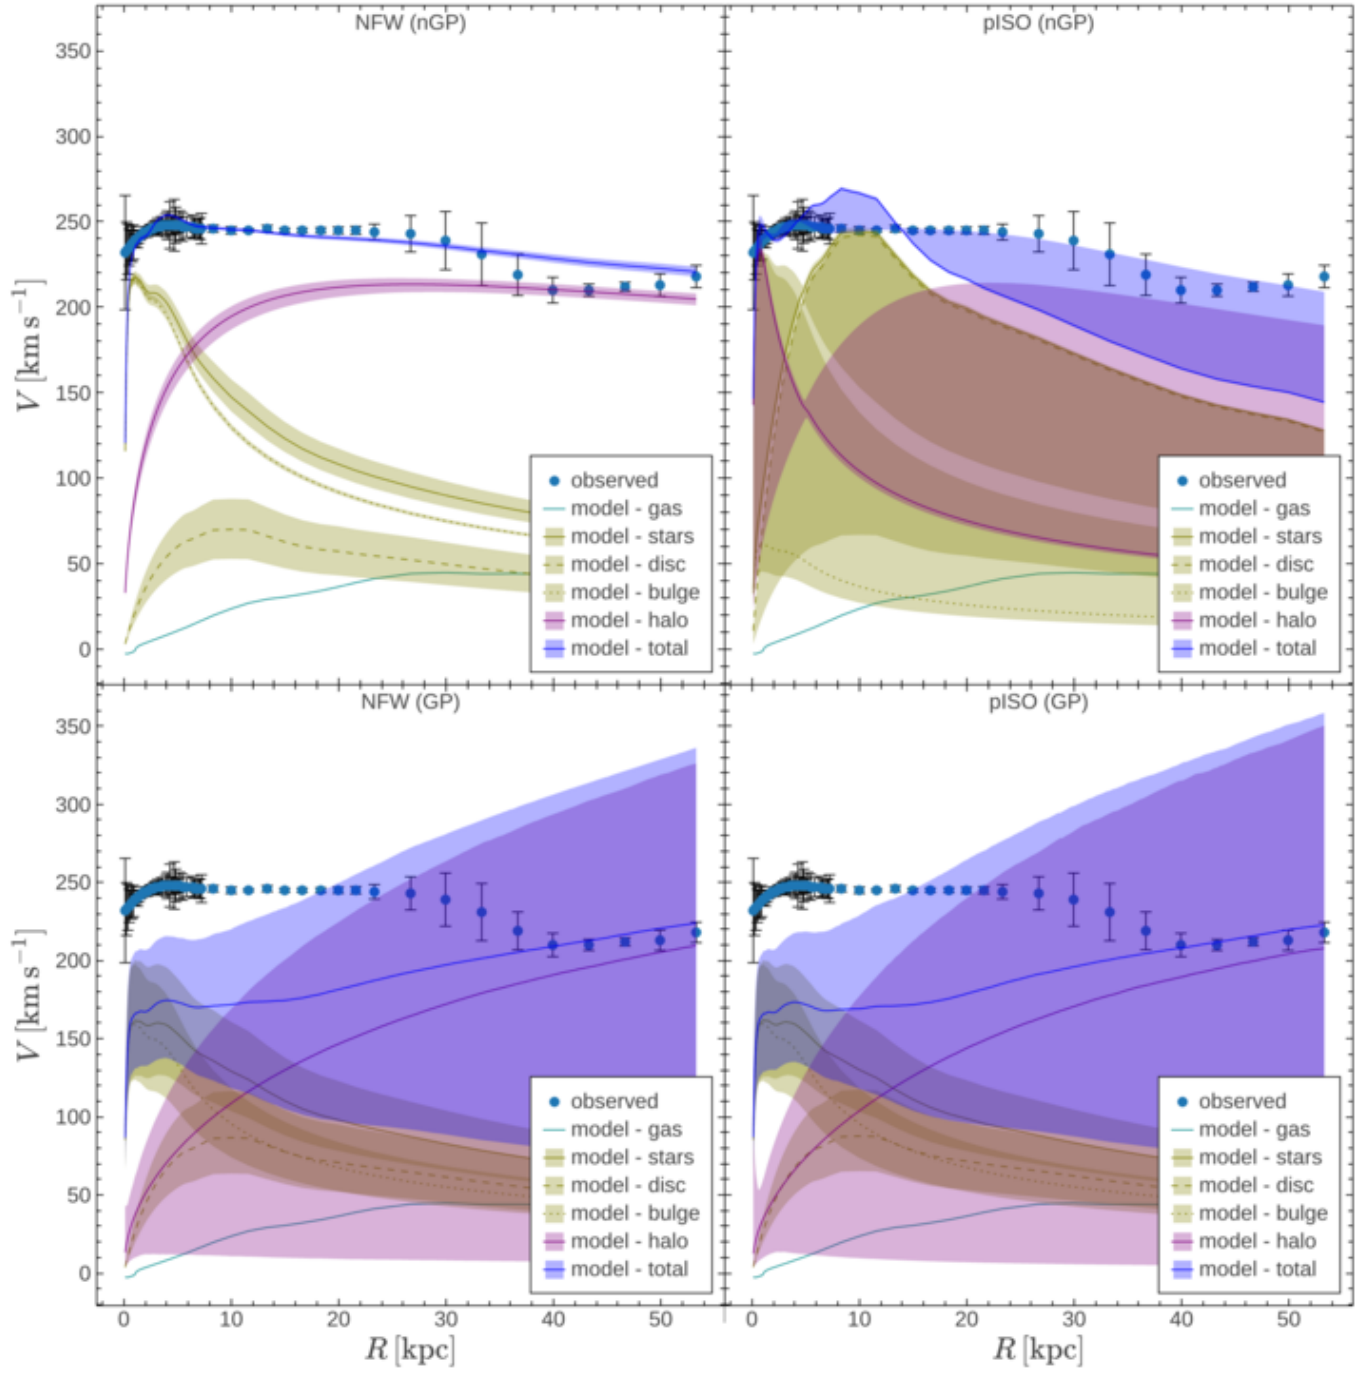 NFW (nGP)
pISO (nGP)
350
300
250
200
150
100
50
0
V [km s⁻¹]
observed
model - gas
model - stars
model - disc
model - bulge
model - halo
model - total
observed
model - gas
model - stars
model - disc
model - bulge
model - halo
model - total
NFW (GP)
pISO (GP)
350
300
250
200
150
100
50
0
V [km s⁻¹]
observed
model - gas
model - stars
model - disc
model - bulge
model - halo
model - total
observed
model - gas
model - stars
model - disc
model - bulge
model - halo
model - total
0 10 20 30 40 50
0 10 20 30 40 50
R [kpc]
R [kpc]